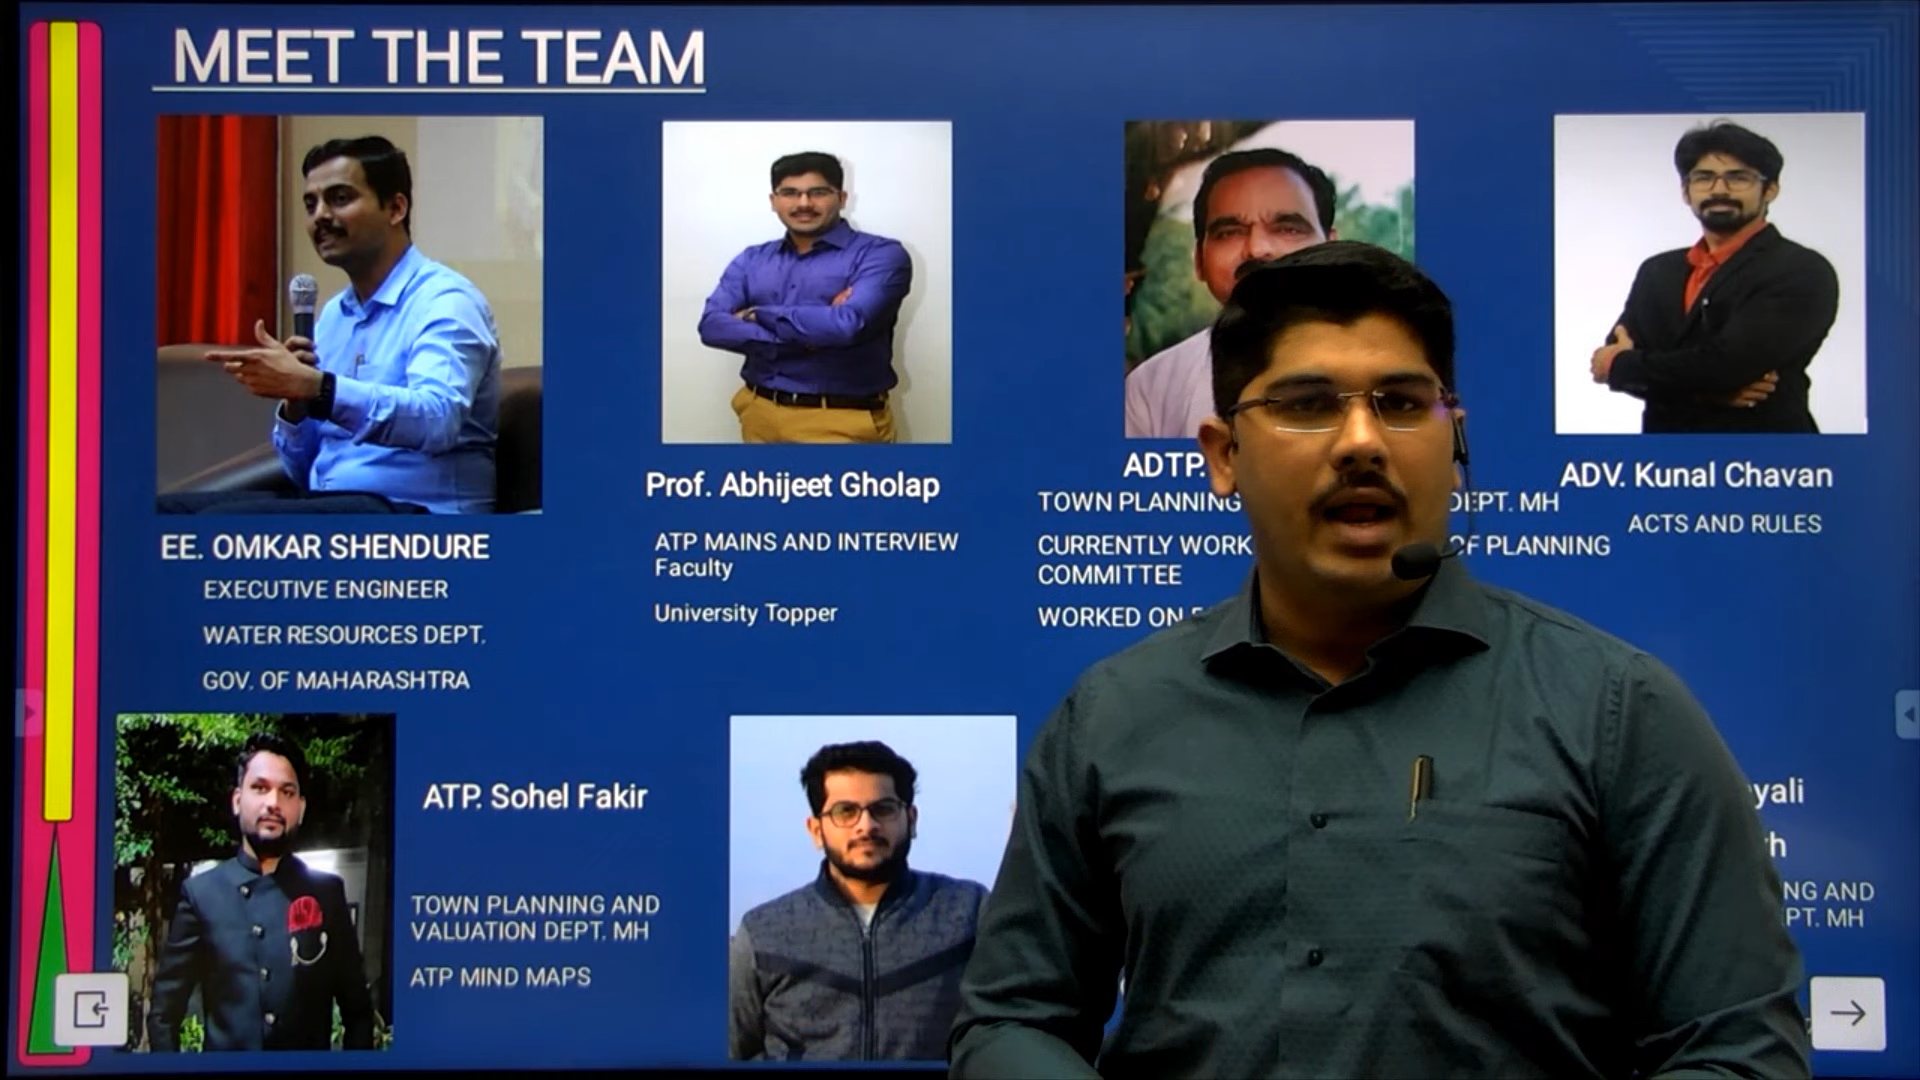 MEET THE TEAM
EE. OMKAR SHENDURE
EXECUTIVE ENGINEER
WATER RESOURCES DEPT.
GOV. OF MAHARASHTRA
Prof. Abhijeet Gholap
ATP MAINS AND INTERVIEW
Faculty
University Topper
ADTP.
TOWN PLANNING DEPT. MH
CURRENTLY WORK OF PLANNING
COMMITTEE
WORKED ON
ADV. Kunal Chavan
ACTS AND RULES
ATP. Sohel Fakir
TOWN PLANNING AND
VALUATION DEPT. MH
ATP MIND MAPS
yali
NG AND
PT. MH